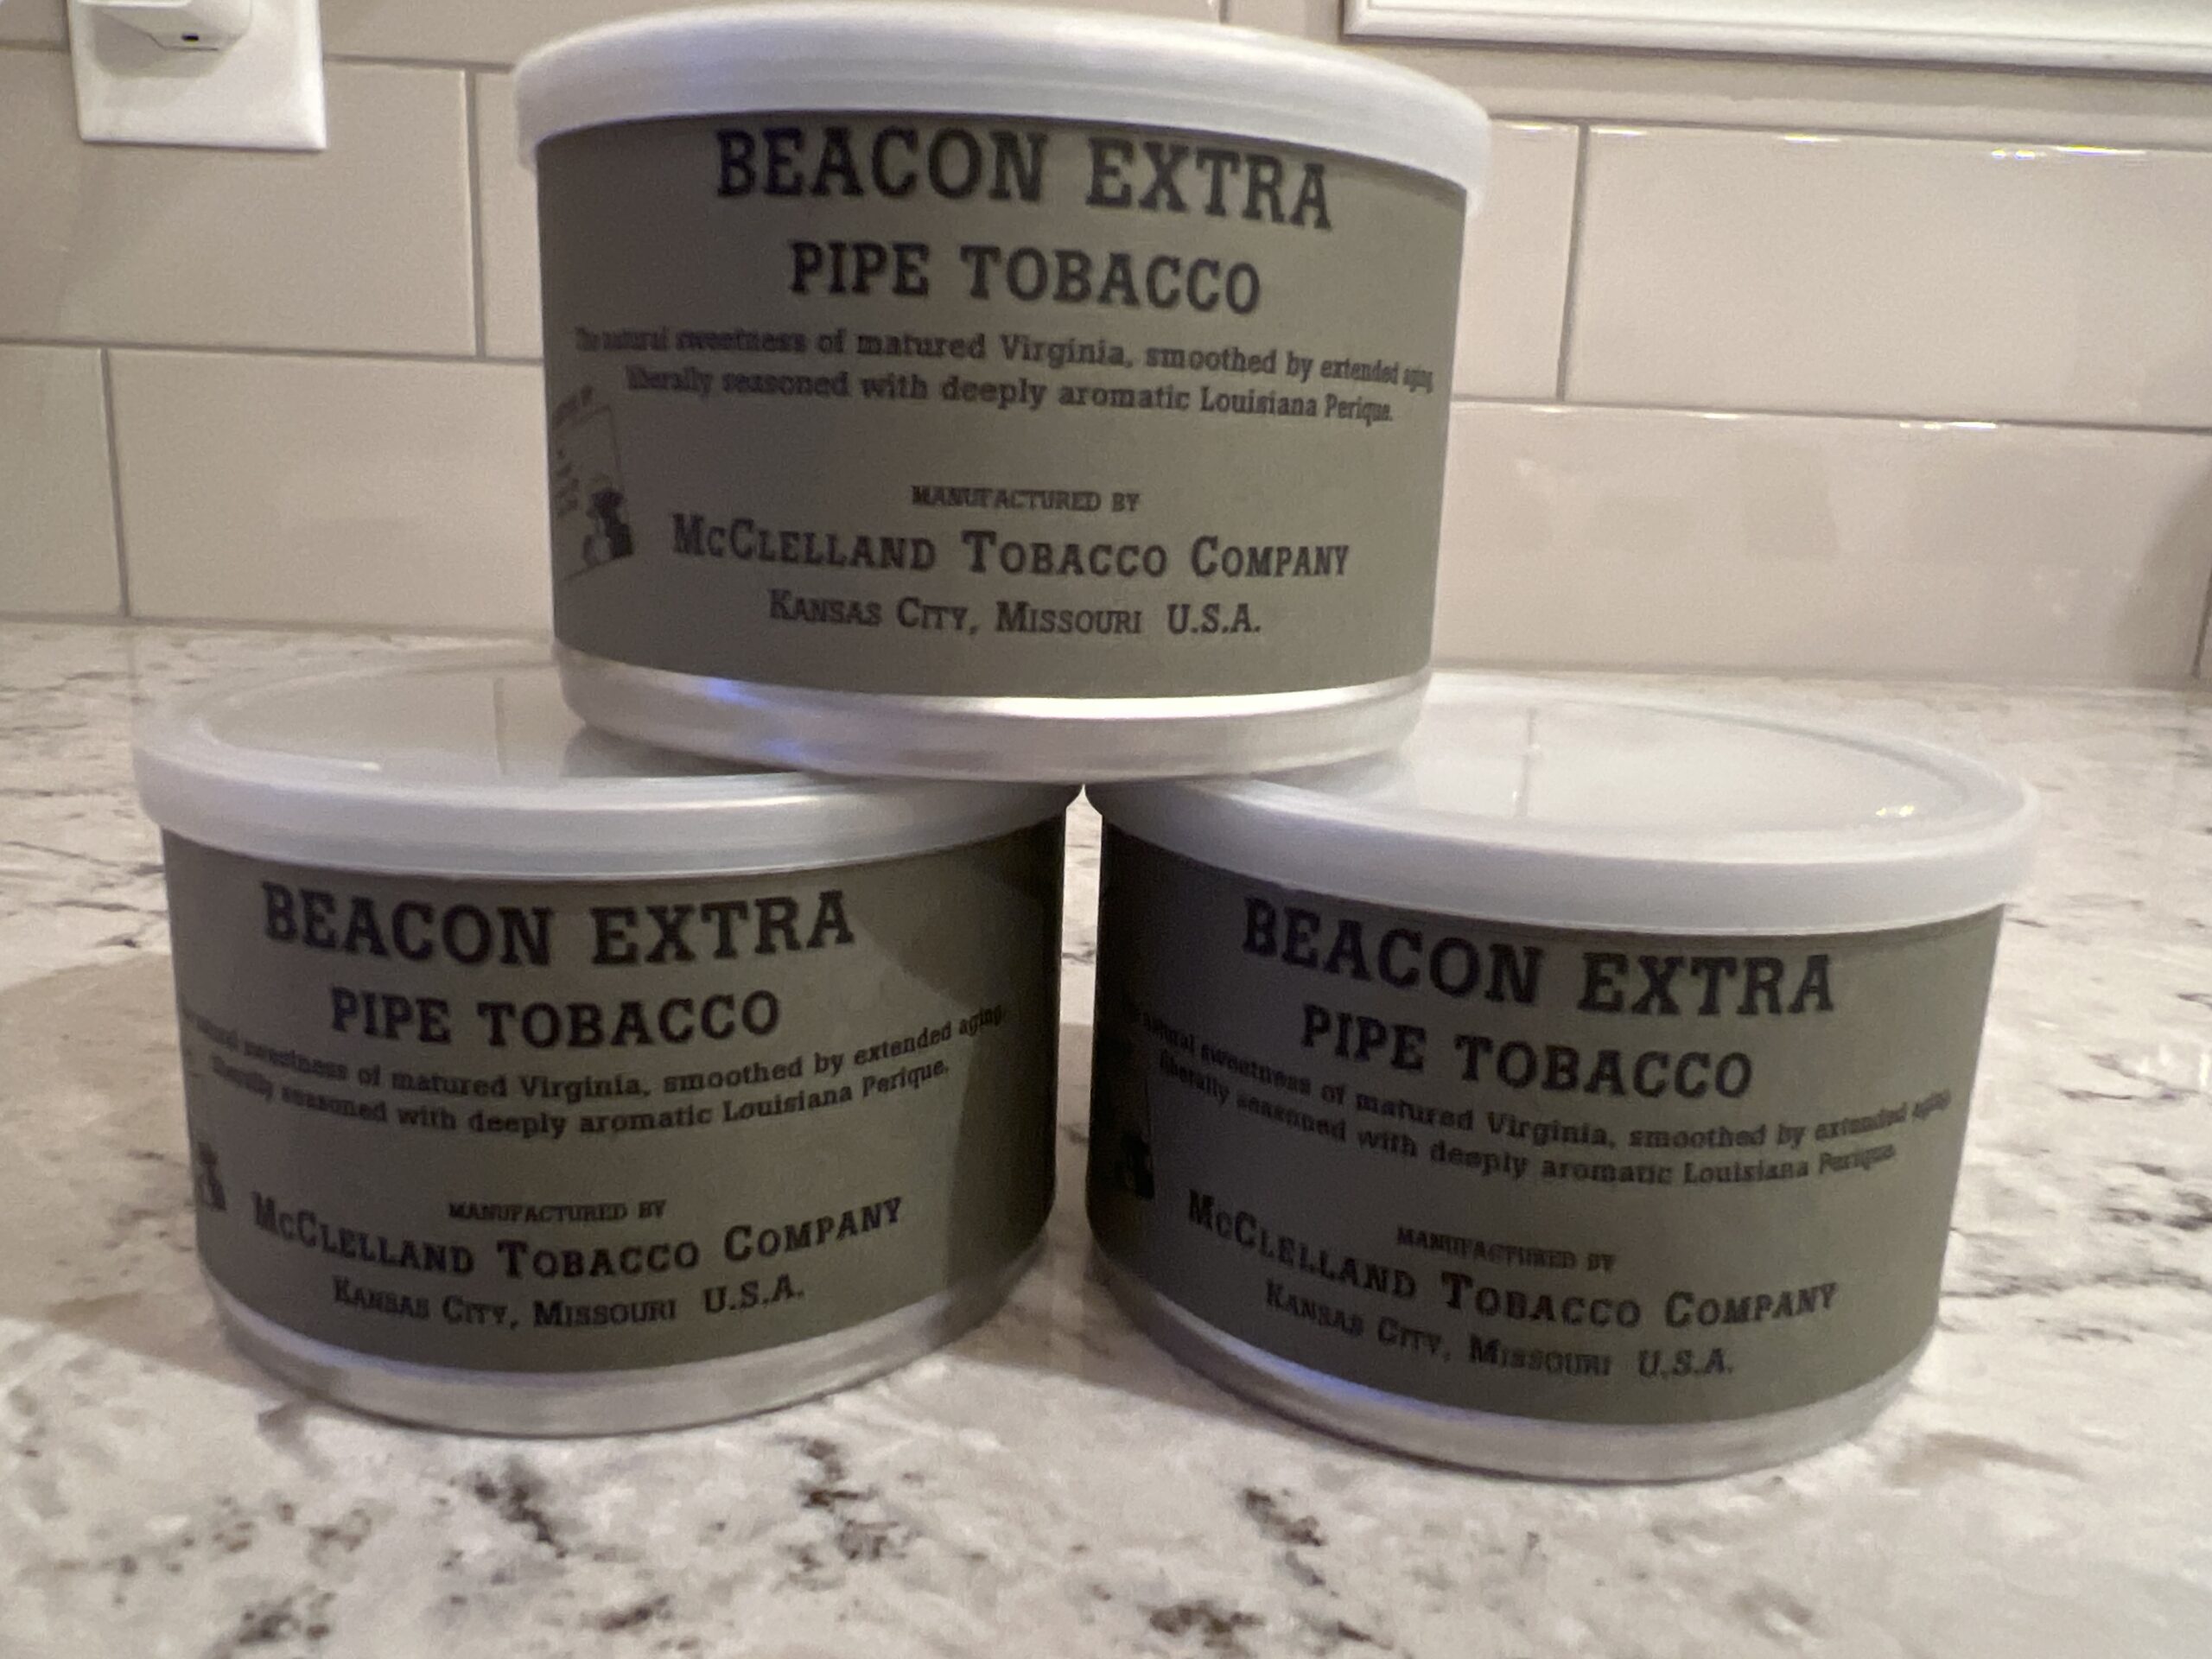 BEACON EXTRA
PIPE TOBACCO
The natural sweetness of matured Virginia, smoothed by extended aging,
liberally seasoned with deeply aromatic Louisiana Perique.
MANUFACTURED BY
McClelland Tobacco Company
Kansas City, Missouri U.S.A.
BEACON EXTRA
PIPE TOBACCO
sweetness of matured Virginia, smoothed by extended aging,
liberally seasoned with deeply aromatic Louisiana Perique.
MANUFACTURED BY
McClelland Tobacco Company
Kansas City, Missouri U.S.A.
BEACON EXTRA
PIPE TOBACCO
natural sweetness of matured Virginia, smoothed by extended aging,
liberally seasoned with deeply aromatic Louisiana Perique.
MANUFACTURED BY
McClelland Tobacco Company
Kansas City, Missouri U.S.A.